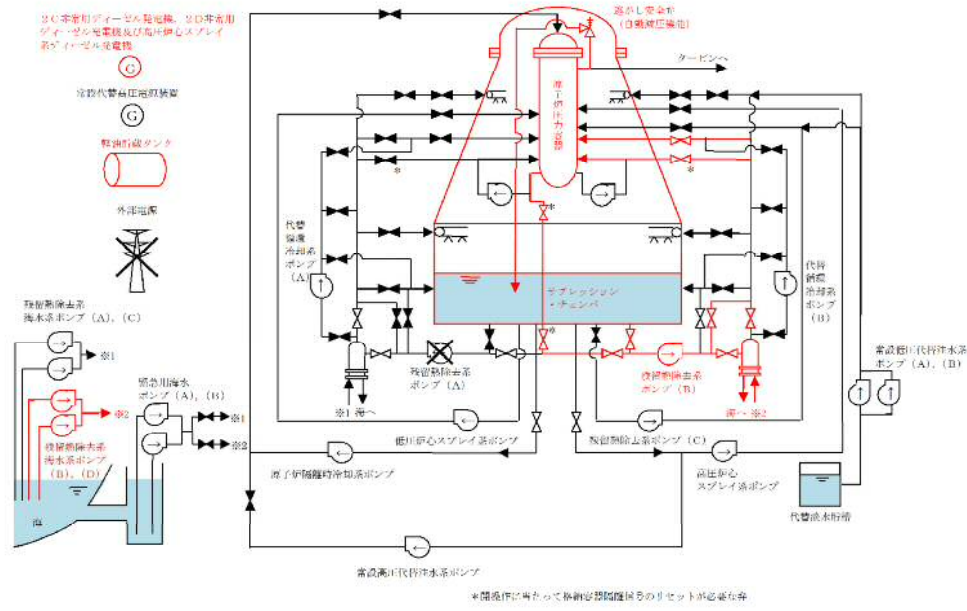 2C非常用ディーゼル発電機、2D非常用
ディーゼル発電機及び高圧炉心スプレイ
系ディーゼル発電機
G
常設代替高圧電源装置
G
軽油貯蔵タンク
外部電源
残留熱除去系
海水系ポンプ(A)、(C)
※1
※2
残留熱除去系
海水系ポンプ
(B)、(D)
緊急用海水
ポンプ(A)、(B)
※1
※2
海
逃がし安全弁
(自動減圧機能)
タービンへ
原子炉圧力容器
*
*
*
代替
循環
冷却系
ポンプ
(A)
サプレッション
・チェンバ
*
代替
循環
冷却系
ポンプ
(B)
残留熱除去系
ポンプ(A)
残留熱除去系
ポンプ(B)
※1 海へ
海へ ※2
常設低圧代替注水系
ポンプ(A)、(B)
低圧炉心スプレイ系ポンプ
残留熱除去系ポンプ(C)
原子炉隔離時冷却系ポンプ
高圧炉心
スプレイ系ポンプ
代替淡水貯槽
常設高圧代替注水系ポンプ
*開操作に当たって格納容器隔離信号のリセットが必要な弁